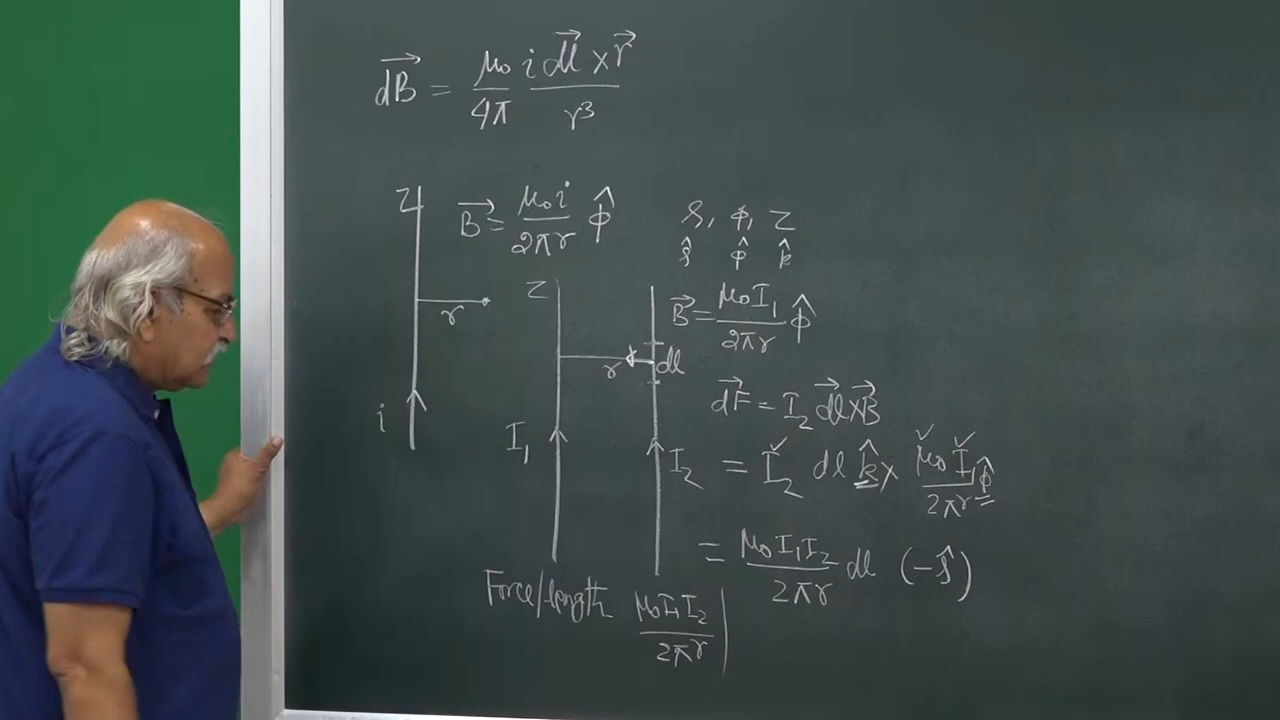 dB⃗ = μ₀/4π i dl⃗ × r⃗ / r³
Z
B⃗ = μ₀i/2πr φ̂
r
i
ρ, φ, z
ρ̂ φ̂ k̂
Z
B⃗ = μ₀I₁/2πr φ̂
r
dl
dF⃗ = I₂ dl⃗ × B⃗
I₁
I₂
= I₂ dl k̂ × μ₀I₁/2πr φ̂
= μ₀I₁I₂/2πr dl (-ρ̂)
Force/length μ₀I₁I₂/2πr